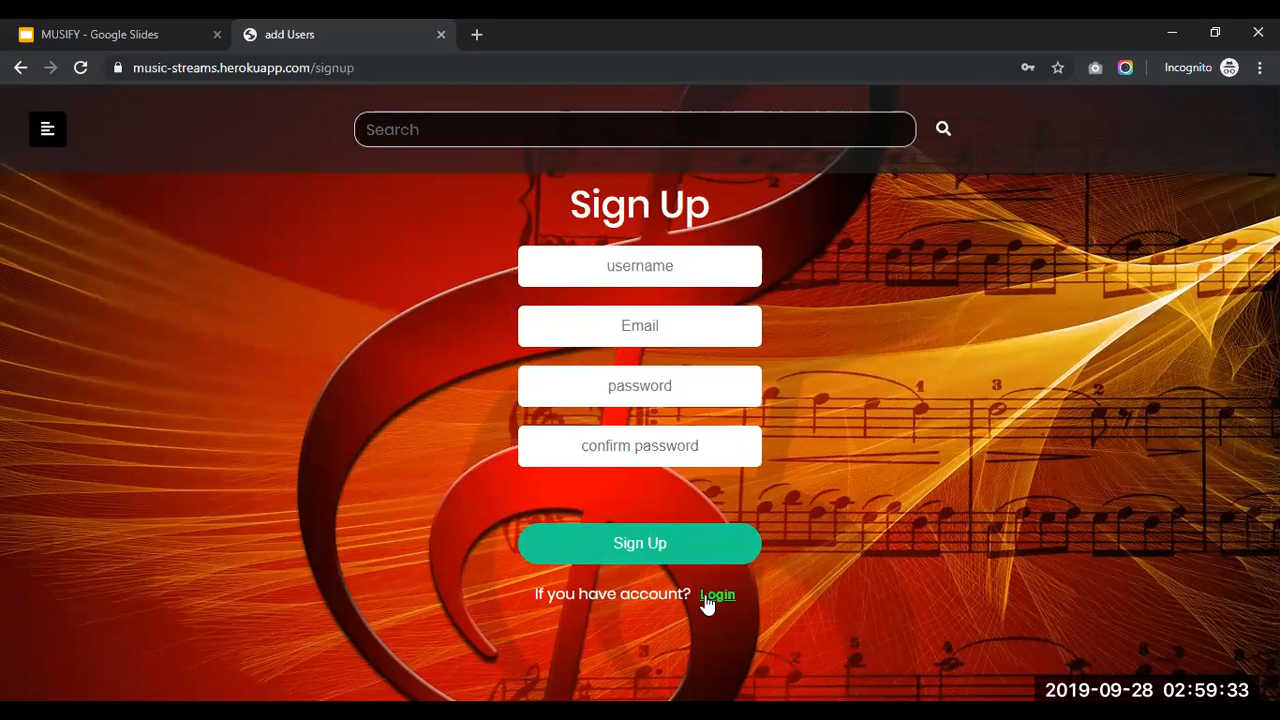 MUSIFY - Google Slides
add Users
music-streams.herokuapp.com/signup
Incognito
Search
Sign Up
username
Email
password
confirm password
Sign Up
If you have account? Login
2019-09-28 02:59:33